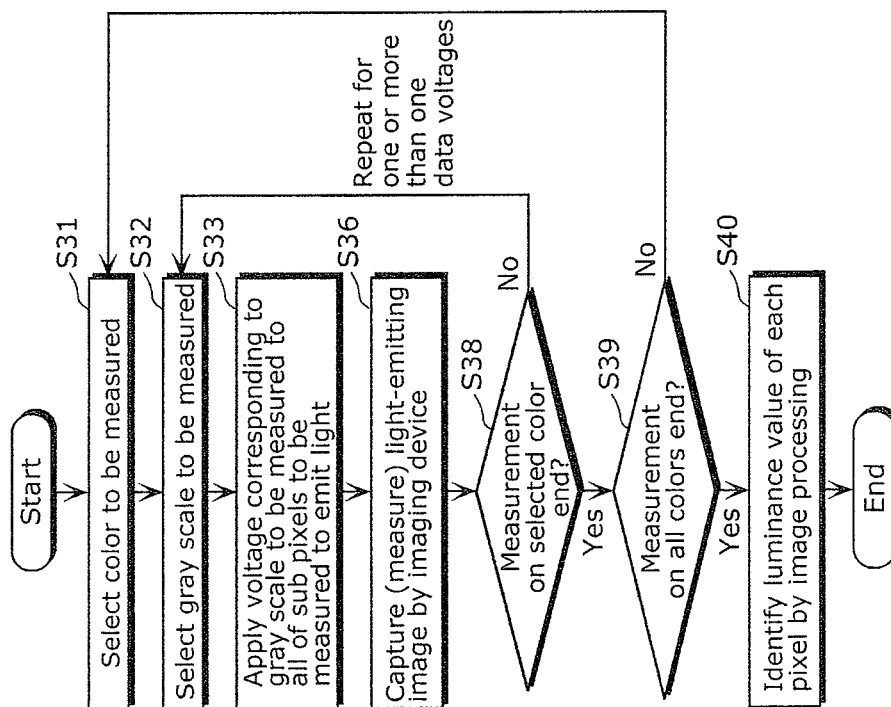 Start
S31
Select color to be measured
S32
Select gray scale to be measured
S33
Apply voltage corresponding to
gray scale to be measured to
all of sub pixels to be
measured to emit light
S36
Capture (measure) light-emitting
image by imaging device
S38
Measurement
on selected color
end?
No
Repeat for
one or more
than one
data voltages
Yes
S39
Measurement
on all colors end?
No
Yes
S40
Identify luminance value of each
pixel by image processing
End